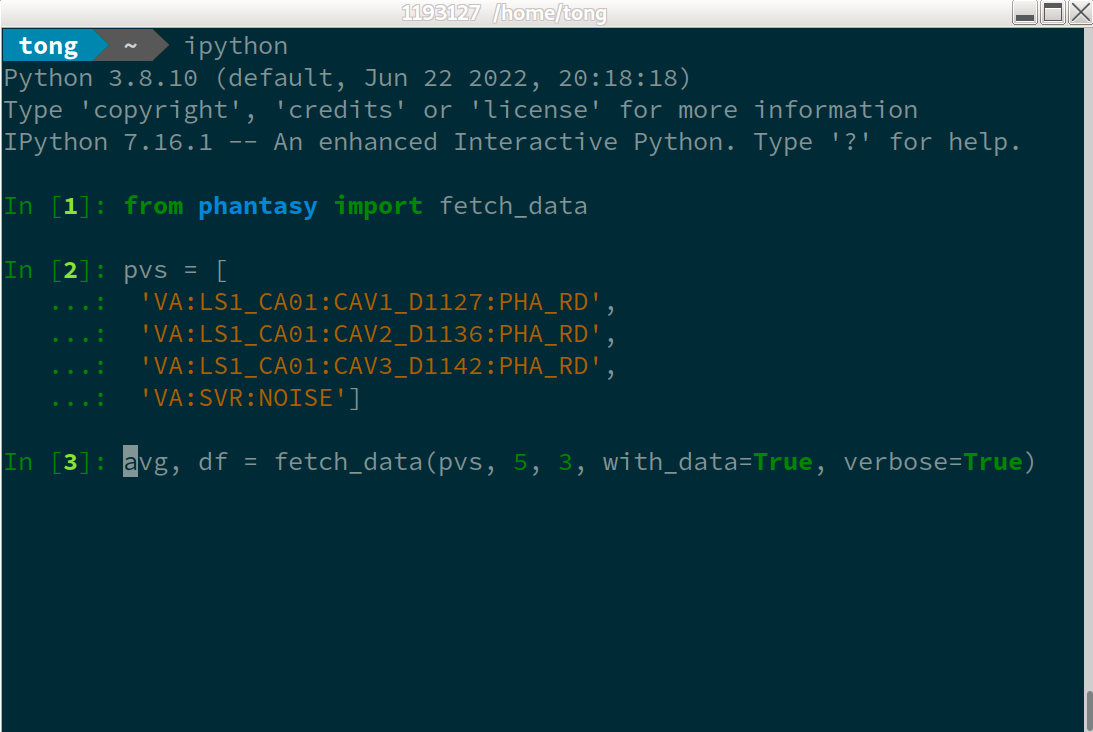 1193127 /home/tong
tong ~ ipython
Python 3.8.10 (default, Jun 22 2022, 20:18:18)
Type 'copyright', 'credits' or 'license' for more information
IPython 7.16.1 -- An enhanced Interactive Python. Type '?' for help.
In [1]: from phantasy import fetch_data
In [2]: pvs = [
...: 'VA:LS1_CA01:CAV1_D1127:PHA_RD',
...: 'VA:LS1_CA01:CAV2_D1136:PHA_RD',
...: 'VA:LS1_CA01:CAV3_D1142:PHA_RD',
...: 'VA:SVR:NOISE']
In [3]: avg, df = fetch_data(pvs, 5, 3, with_data=True, verbose=True)